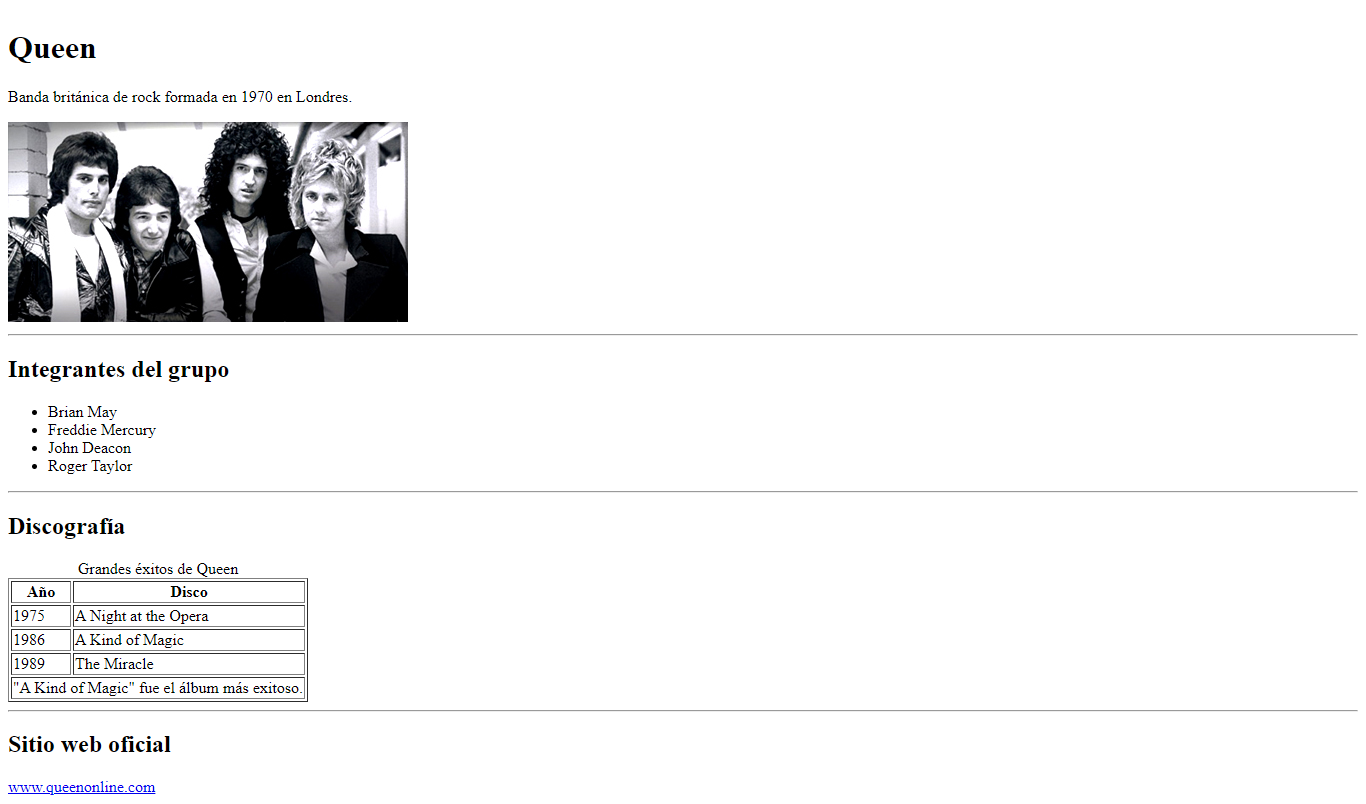 Queen
Banda británica de rock formada en 1970 en Londres.
Integrantes del grupo
Brian May
Freddie Mercury
John Deacon
Roger Taylor
Discografía
Grandes éxitos de Queen
Año Disco
1975 A Night at the Opera
1986 A Kind of Magic
1989 The Miracle
"A Kind of Magic" fue el álbum más exitoso.
Sitio web oficial
www.queenonline.com